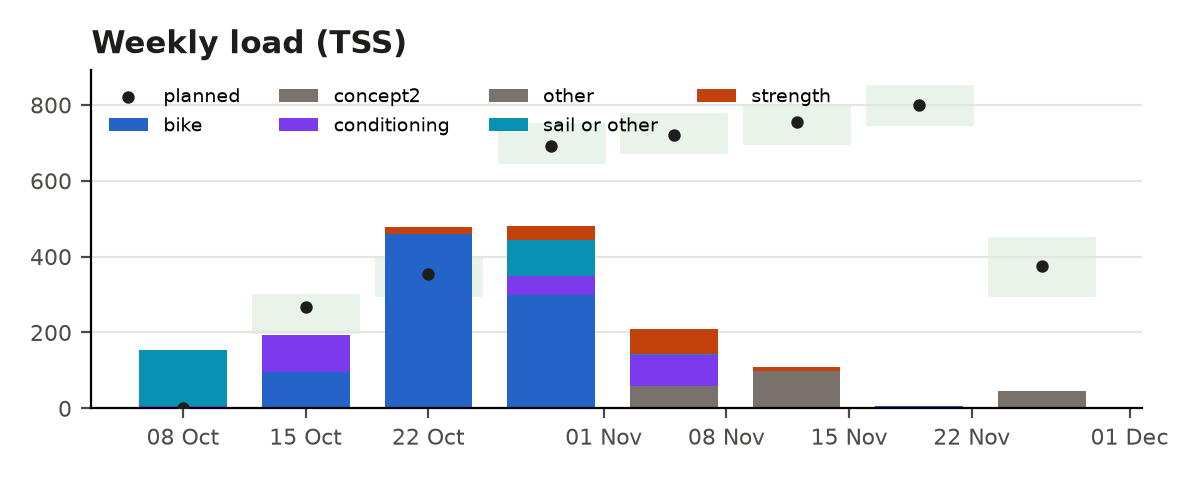 Weekly load (TSS)
planned concept2 other strength
bike conditioning sail or other
800
600
400
200
0
08 Oct 15 Oct 22 Oct 01 Nov 08 Nov 15 Nov 22 Nov 01 Dec